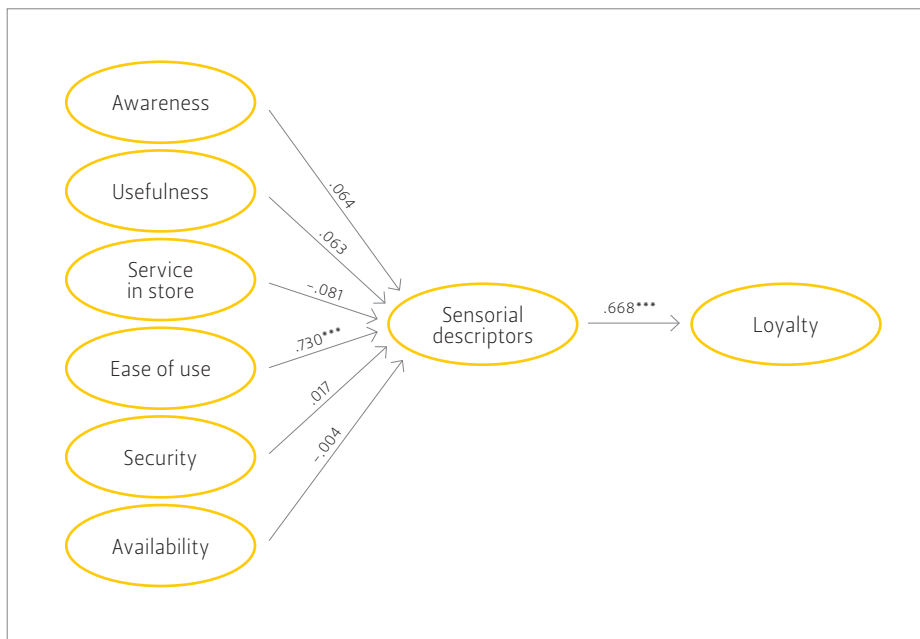 Awareness
.064
Usefulness
.063
Service
in store
-.081
Ease of use
.730***
Security
.017
Availability
-.004
Sensorial
descriptors
.668***
Loyalty